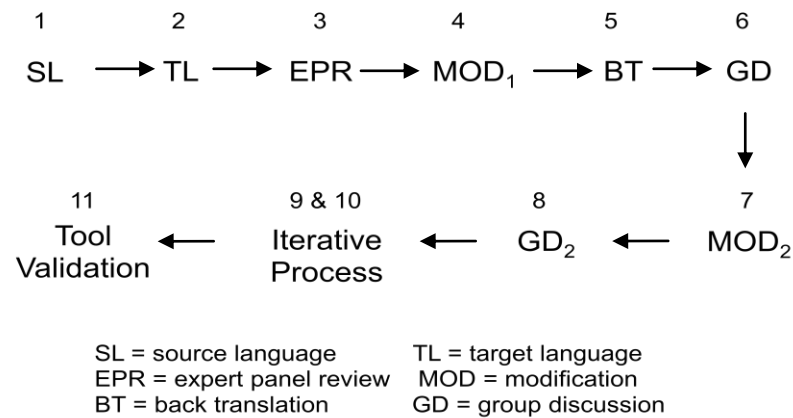 1 2 3 4 5 6
SL TL EPR MOD₁ BT GD
11 9 & 10 8 7
Tool Iterative GD₂ MOD₂
Validation Process
SL = source language TL = target language
EPR = expert panel review MOD = modification
BT = back translation GD = group discussion